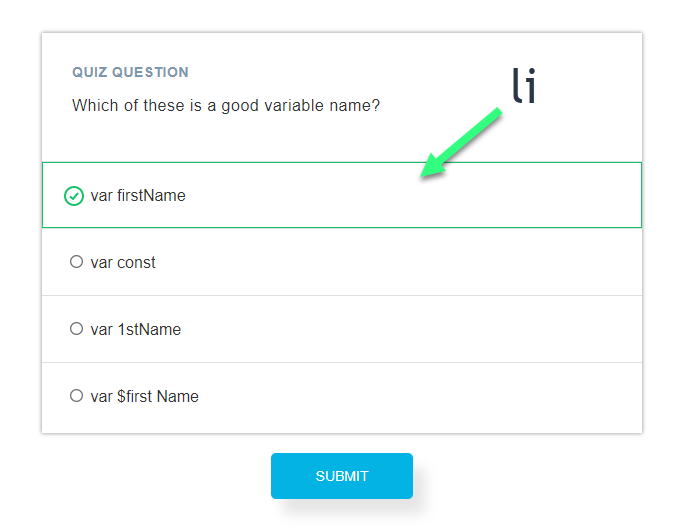 QUIZ QUESTION
li
Which of these is a good variable name?
var firstName
var const
var 1stName
var $first Name
SUBMIT